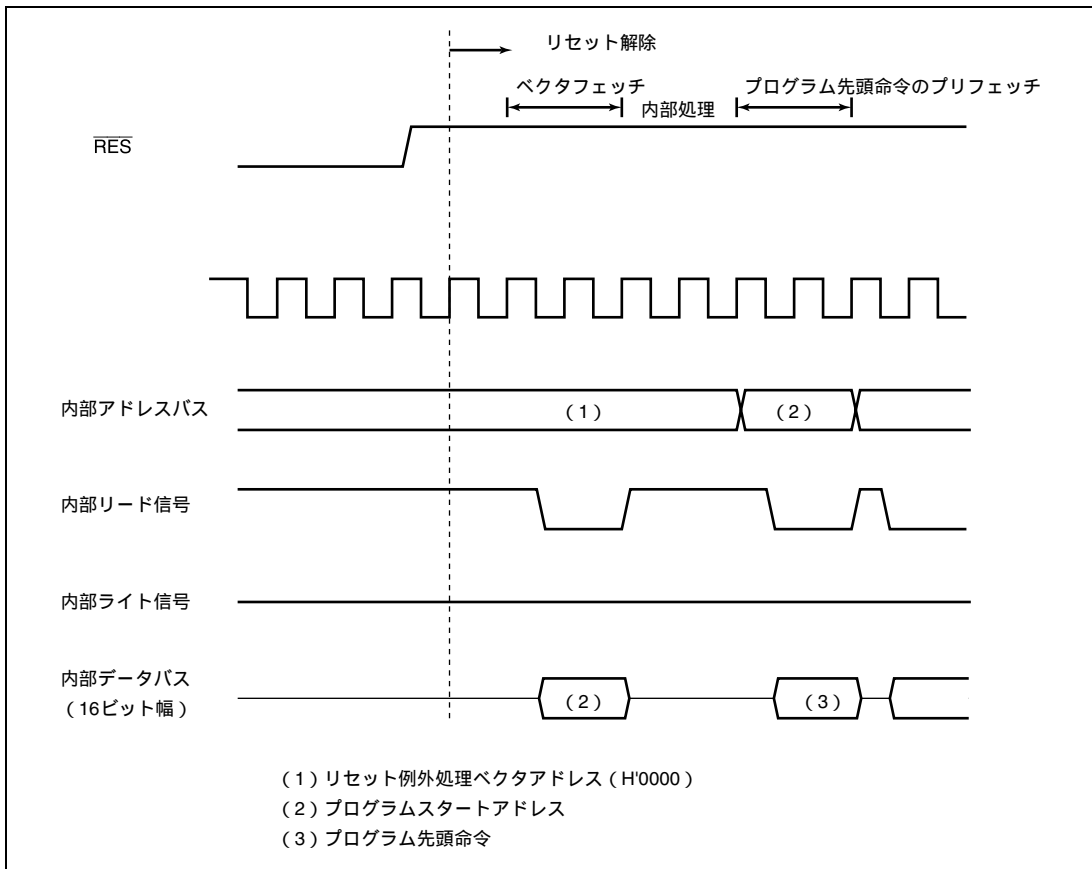 リセット解除
ベクタフェッチ
内部処理
プログラム先頭命令のプリフェッチ
RES
内部アドレスバス
（1）
（2）
内部リード信号
内部ライト信号
内部データバス
（16ビット幅）
（2）
（3）
（1）リセット例外処理ベクタアドレス（H'0000）
（2）プログラムスタートアドレス
（3）プログラム先頭命令